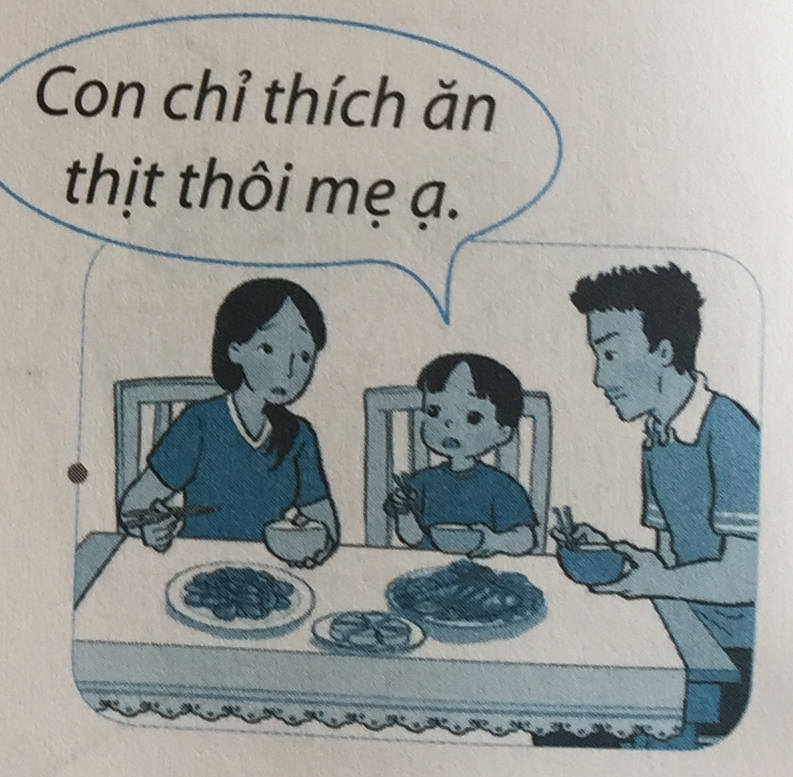 Con chỉ thích ăn
thịt thôi mẹ ạ.